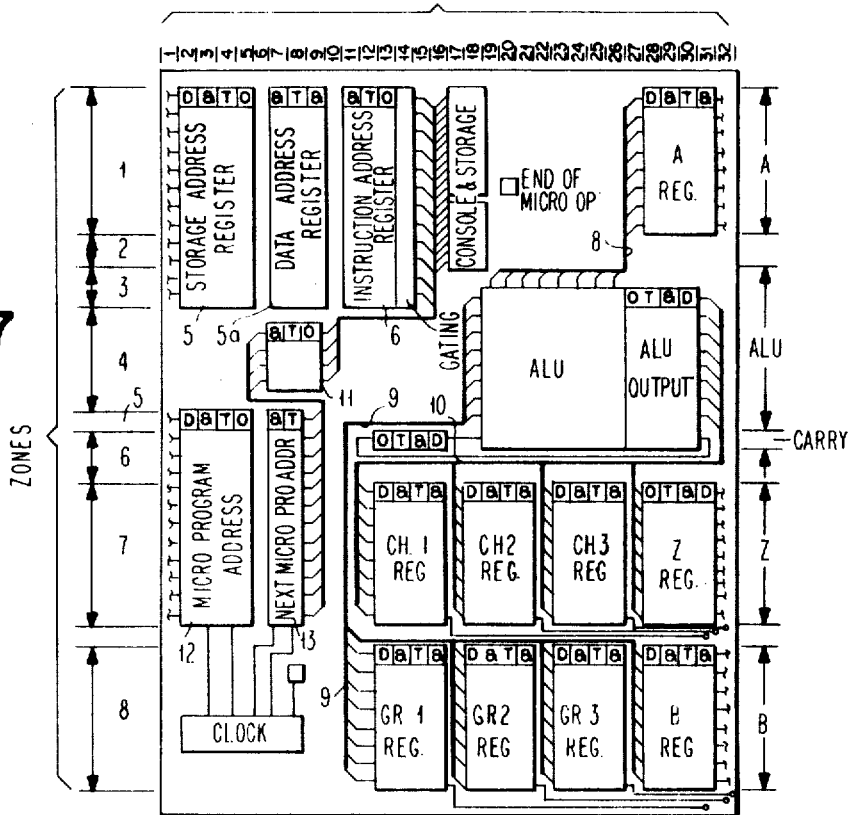 1 2 3 4 5 6 7 8 9 10 11 12 13 14 15 16 17 18 19 20 21 22 23 24 25 26 27 28 29 30 31 32
7
ZONES
1
2
3
4
5
6
7
8
D & T O
STORAGE ADDRESS
REGISTER
5
& T &
DATA ADDRESS
REGISTER
5a
& T O
INSTRUCTION ADDRESS
REGISTER
6
GATING
CONSOLE & STORAGE
END OF
MICRO OP
8
D & T &
A
REG.
A
& T O
11
ALU
O T & D
ALU
OUTPUT
ALU
9
10
O T & D
CARRY
D & T O
MICRO PROGRAM
ADDRESS
12
& T
NEXT MICRO PRO ADDR
13
D & T &
CH. 1
REG
D & T &
CH2
REG.
D & T &
CH.3
REG
O T & D
Z
REG.
Z
CLOCK
9
D & T &
GR 1
REG.
D & T &
GR2
REG
D & T &
GR 3
REG.
D & T &
B
REG
B